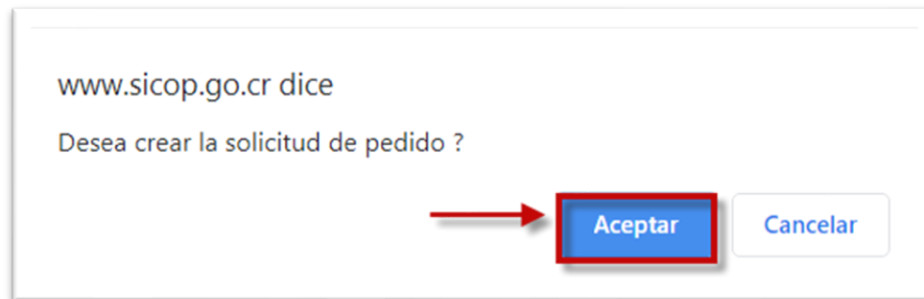 www.sicop.go.cr dice
Desea crear la solicitud de pedido ?
Aceptar
Cancelar